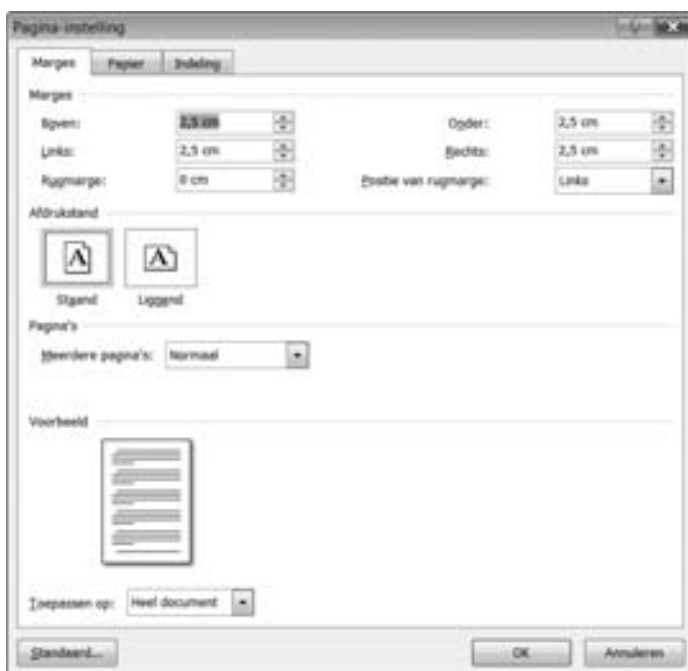 Pagina-instelling
Marges Papier Indeling
Marges
Boven: 2,5 cm Onder: 2,5 cm
Links: 2,5 cm Rechts: 2,5 cm
Rugmarge: 0 cm Positie van rugmarge: Links
Afdrukstand
A A
Staand Liggend
Pagina's
Meerdere pagina's: Normaal
Voorbeeld
Toepassen op: Heel document
Standaard... OK Annuleren